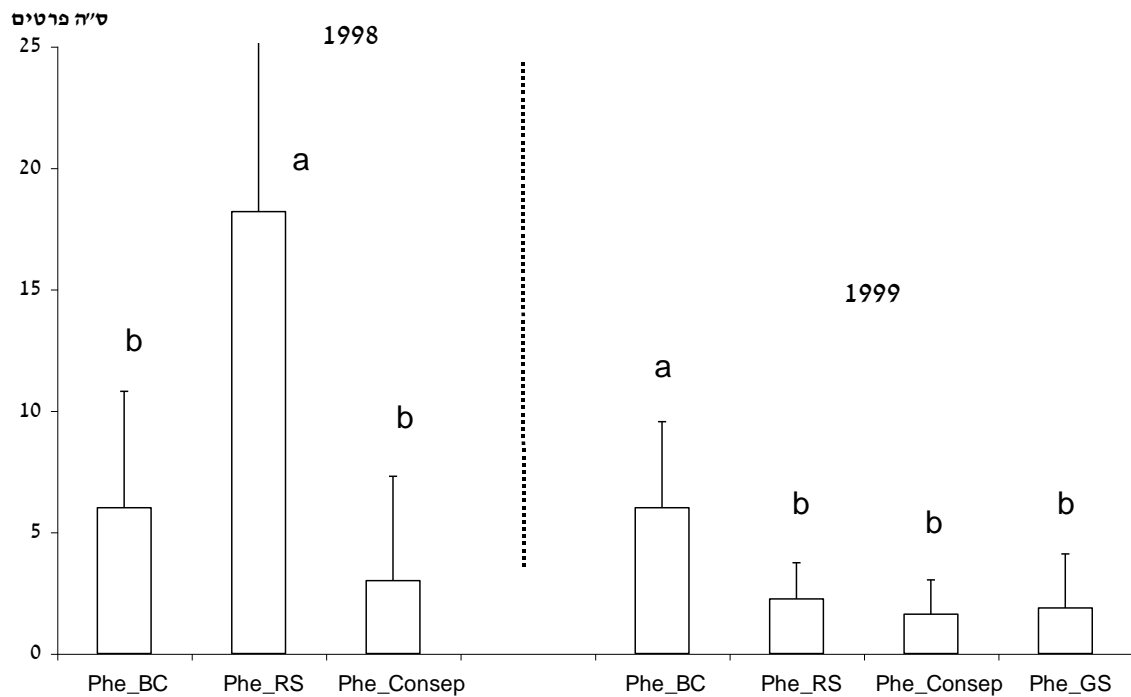 ס״ה פרטים
1998
25
20
15
10
5
0
a
b
b
1999
a
b
b
b
Phe_BC Phe_RS Phe_Consep Phe_BC Phe_RS Phe_Consep Phe_GS